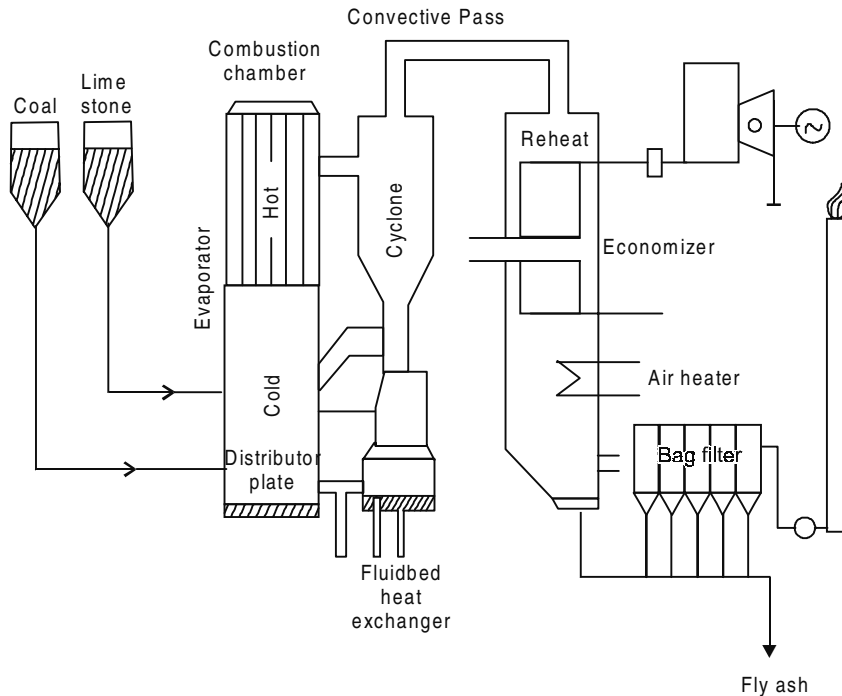 Convective Pass
Combustion
chamber
Lime
stone
Coal
Reheat
Hot
Cyclone
Evaporator
Economizer
Cold
Air heater
Distributor
plate
Bag filter
Fluidbed
heat
exchanger
Fly ash